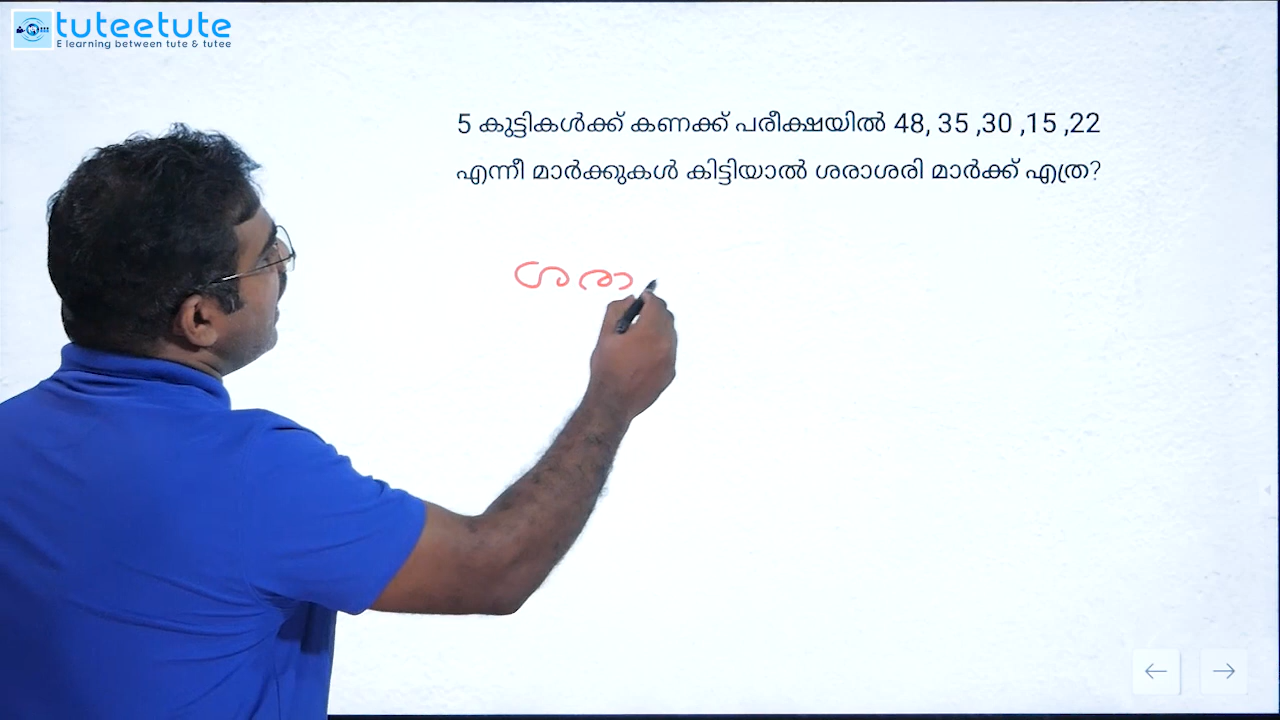 tuteetute
E learning between tute & tutee
5 കുട്ടികൾക്ക് കണക്ക് പരീക്ഷയിൽ 48, 35 ,30 ,15 ,22
എന്നീ മാർക്കുകൾ കിട്ടിയാൽ ശരാശരി മാർക്ക് എത്ര?
ശരാ